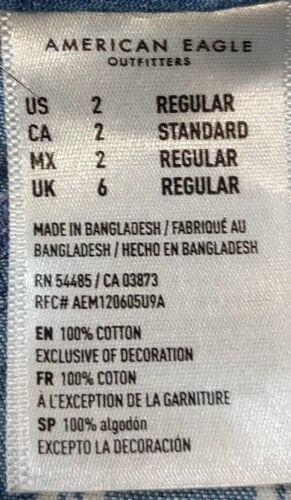 AMERICAN EAGLE
OUTFITTERS
US 2 REGULAR
CA 2 STANDARD
MX 2 REGULAR
UK 6 REGULAR
MADE IN BANGLADESH / FABRIQUÉ AU
BANGLADESH / HECHO EN BANGLADESH
RN 54485 / CA 03873
RFC# AEM120605U9A
EN 100% COTTON
EXCLUSIVE OF DECORATION
FR 100% COTON
À L'EXCEPTION DE LA GARNITURE
SP 100% algodón
EXCEPTO LA DECORACIÓN